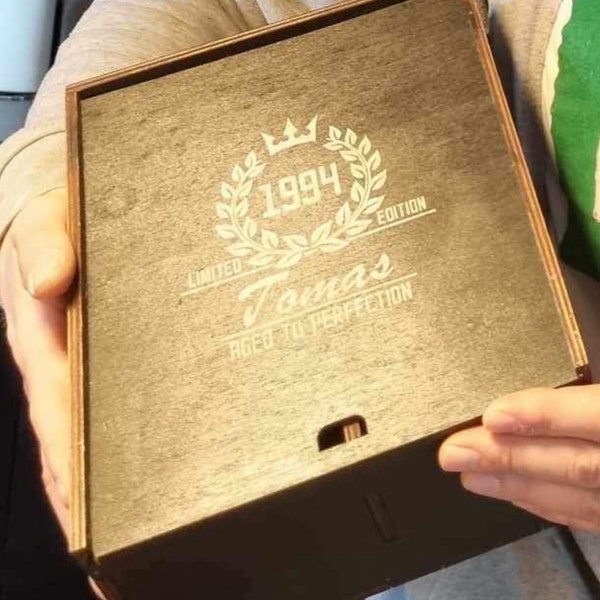 1994
LIMITED EDITION
Tomas
AGED TO PERFECTION